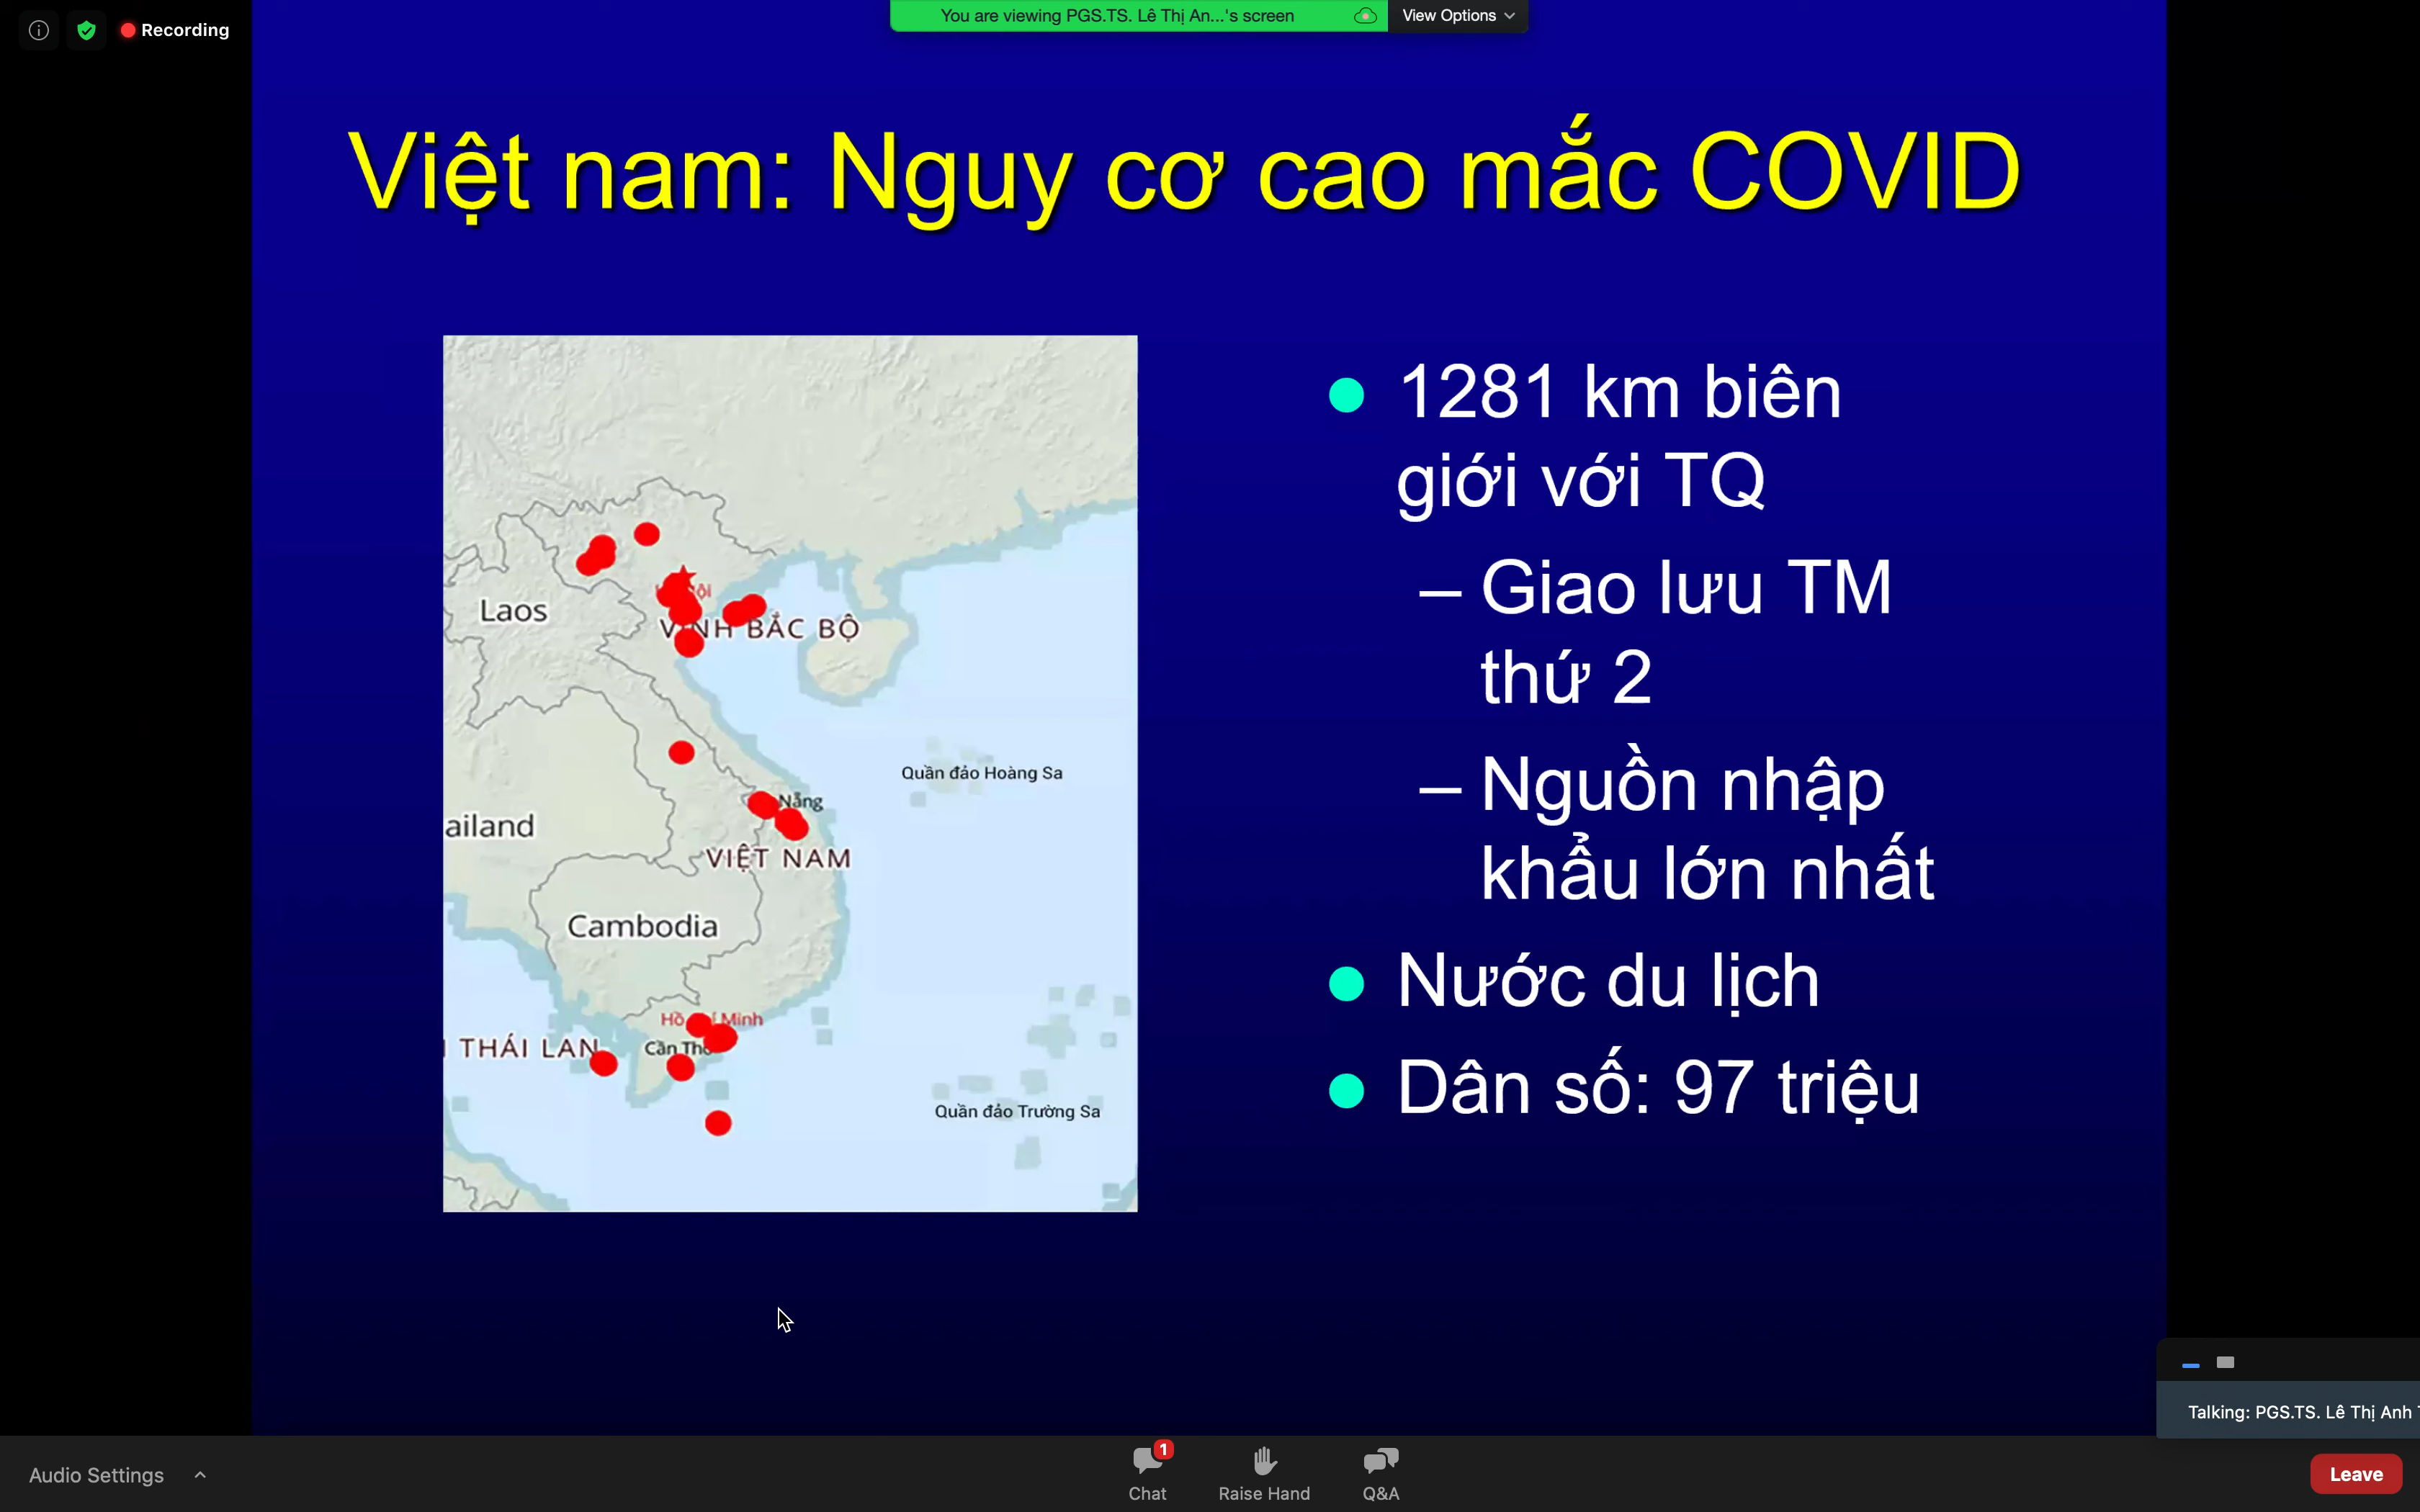 Recording
You are viewing PGS.TS. Lê Thị An...'s screen
View Options
Việt nam: Nguy cơ cao mắc COVID
Laos
VỊNH BẮC BỘ
Quần đảo Hoàng Sa
Nẵng
ailand
VIỆT NAM
Cambodia
Hồ Minh
THÁI LAN
Cần Thơ
Quần đảo Trường Sa
1281 km biên
giới với TQ
– Giao lưu TM
thứ 2
– Nguồn nhập
khẩu lớn nhất
Nước du lịch
Dân số: 97 triệu
Talking: PGS.TS. Lê Thị Anh
Audio Settings
1
Chat
Raise Hand
Q&A
Leave